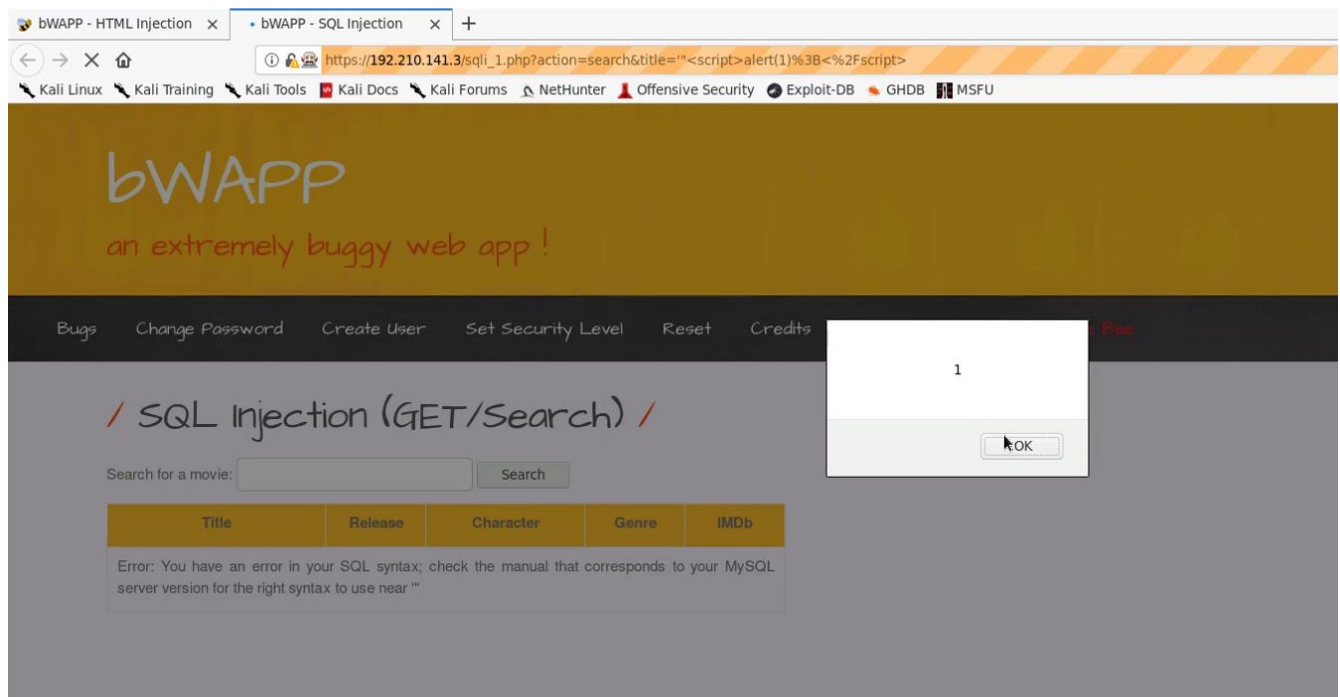 bWAPP - HTML Injection
bWAPP - SQL Injection
https://192.210.141.3/sqli_1.php?action=search&title='"<script>alert(1)%3B<%2Fscript>
Kali Linux Kali Training Kali Tools Kali Docs Kali Forums NetHunter Offensive Security Exploit-DB GHDB MSFU
bWAPP
an extremely buggy web app !
Bugs Change Password Create User Set Security Level Reset Credits Bee
/ SQL Injection (GET/Search) /
1
OK
Search for a movie: Search
Title Release Character Genre IMDb
Error: You have an error in your SQL syntax; check the manual that corresponds to your MySQL
server version for the right syntax to use near '"